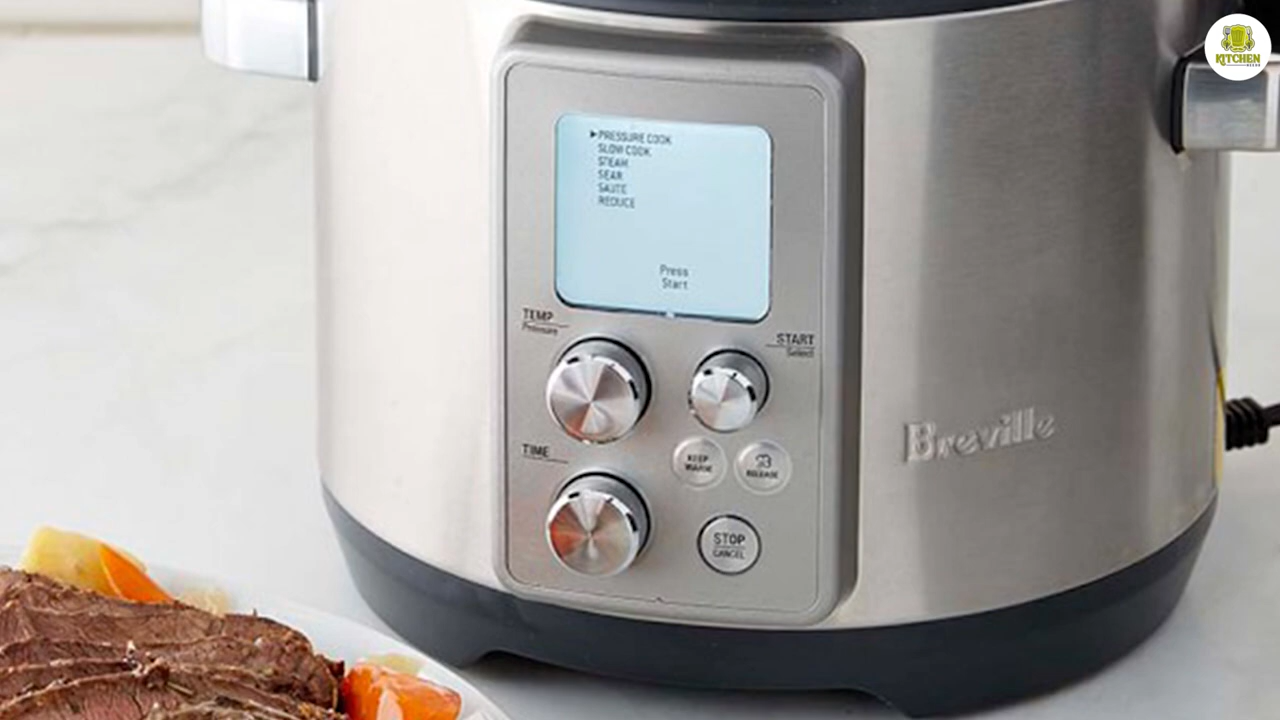 KITCHEN
▶PRESSURE COOK
SLOW COOK
STEAM
SEAR
SAUTE
REDUCE
Press
Start
TEMP
Pressure
START
Select
TIME
KEEP
WARM
RELEASE
STOP
CANCEL
Breville